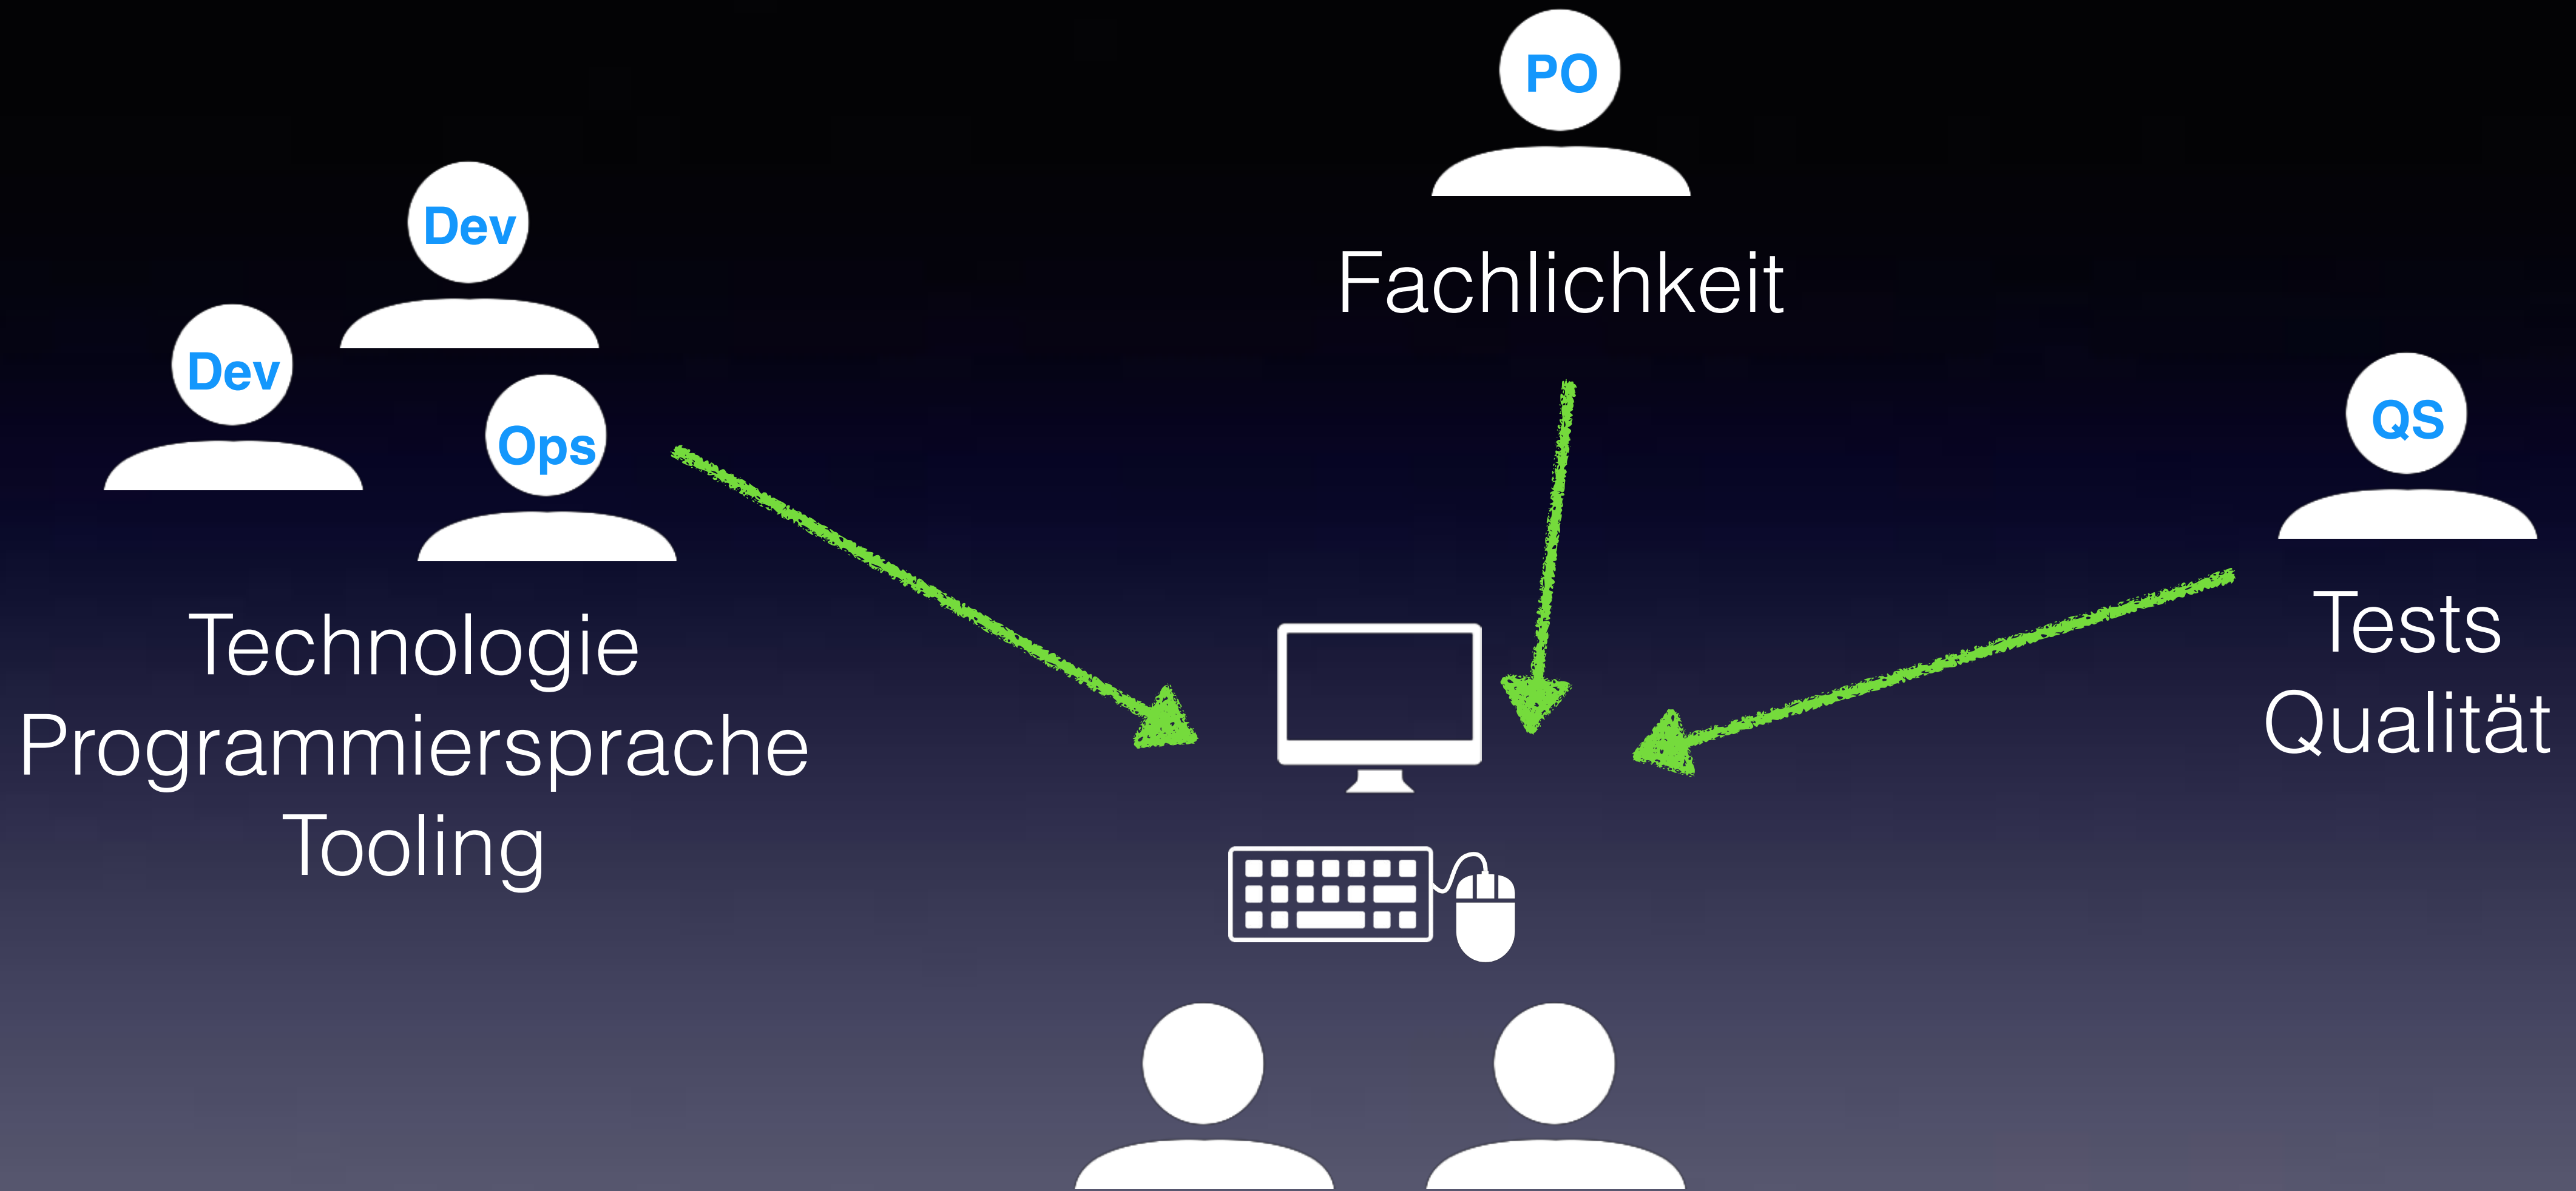 PO
Fachlichkeit
Dev
Dev
Ops
Technologie
Programmiersprache
Tooling
QS
Tests
Qualität